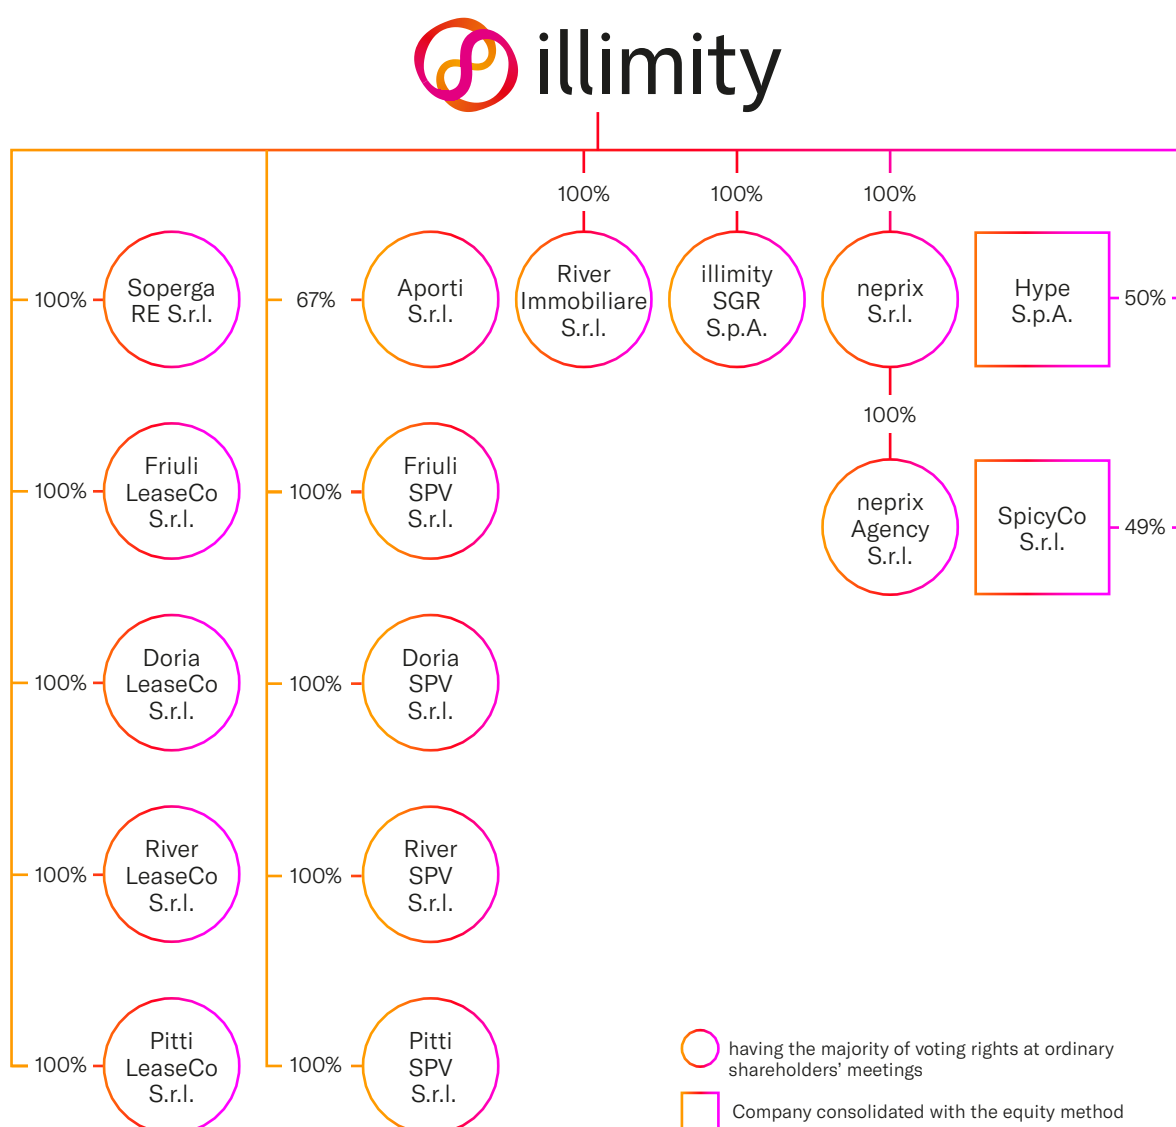 illimity
100%
100%
100%
100%
Soperga
RE S.r.l.
67%
Aporti
S.r.l.
River
Immobiliare
S.r.l.
illimity
SGR
S.p.A.
neprix
S.r.l.
Hype
S.p.A.
50%
100%
100%
Friuli
LeaseCo
S.r.l.
100%
Friuli
SPV
S.r.l.
neprix
Agency
S.r.l.
SpicyCo
S.r.l.
49%
100%
Doria
LeaseCo
S.r.l.
100%
Doria
SPV
S.r.l.
100%
River
LeaseCo
S.r.l.
100%
River
SPV
S.r.l.
100%
Pitti
LeaseCo
S.r.l.
100%
Pitti
SPV
S.r.l.
having the majority of voting rights at ordinary
shareholders’ meetings
Company consolidated with the equity method